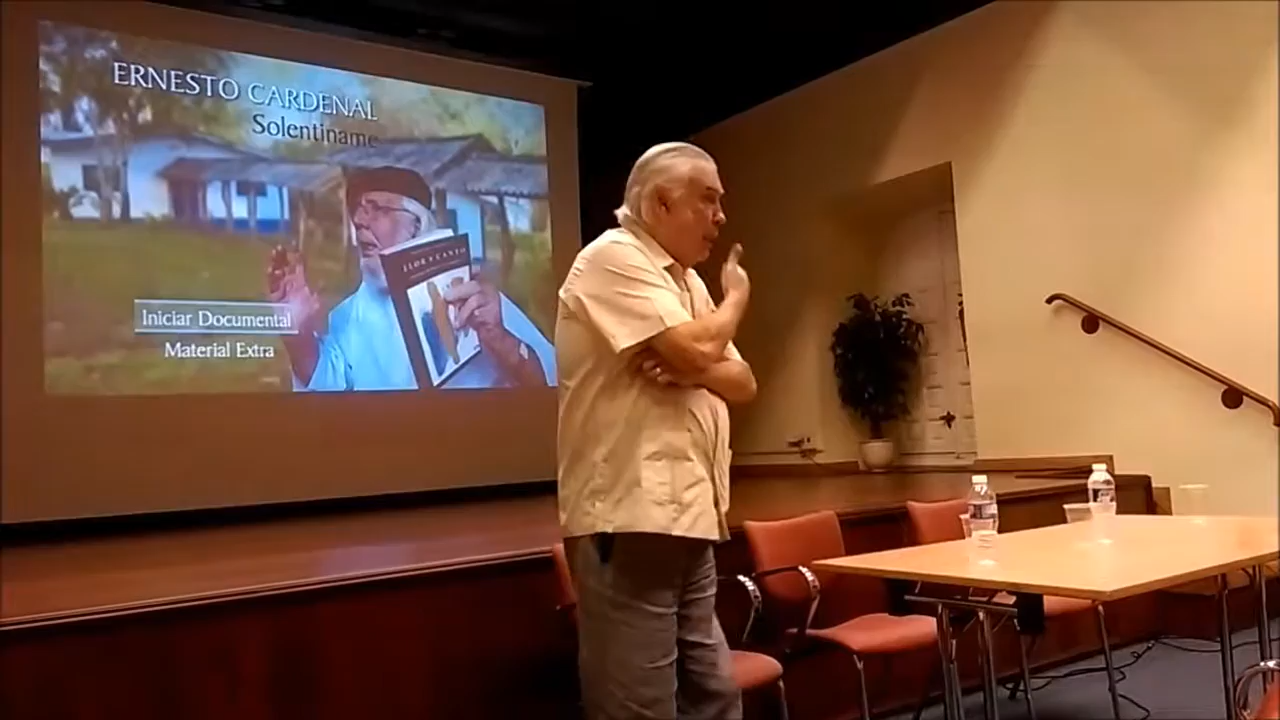 ERNESTO CARDENAL
Solentiname
Iniciar Documental
Material Extra